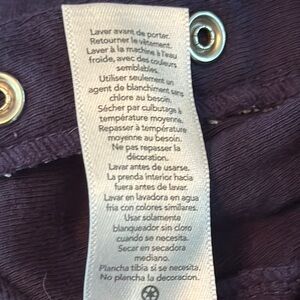 Laver avant de porter.
Retourner le vêtement.
Laver à la machine à l'eau
froide, avec des couleurs
semblables.
Utiliser seulement un
agent de blanchiment sans
chlore au besoin.
Sécher par culbutage à
température moyenne.
Repasser à température
moyenne.
Ne pas repasser la
décoration.
Lavar antes de usarse.
La prenda interior hacia
fuera antes de lavar.
Lavar en lavadora en agua
fria con colores similares.
Usar solamente
blanqueador sin cloro
cuando se necesita.
Secar en secadora
mediano.
Plancha tibia si se necesita.
No plancha la decoracion.